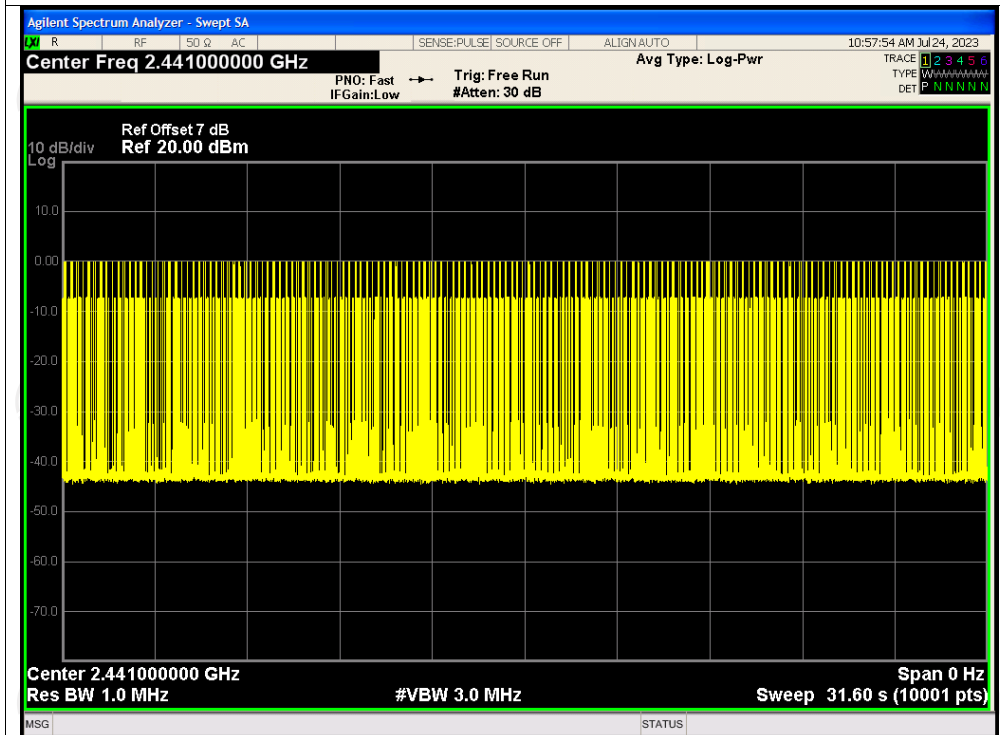 Agilent Spectrum Analyzer - Swept SA
LXI R RF 50 Ω AC SENSE:PULSE SOURCE OFF ALIGN AUTO 10:57:54 AM Jul 24, 2023
Center Freq 2.441000000 GHz Avg Type: Log-Pwr TRACE 1 2 3 4 5 6
PNO: Fast Trig: Free Run TYPE W
IFGain:Low #Atten: 30 dB DET P N N N N N
Ref Offset 7 dB
10 dB/div Ref 20.00 dBm
Log
10.0
0.00
-10.0
-20.0
-30.0
-40.0
-50.0
-60.0
-70.0
Center 2.441000000 GHz Span 0 Hz
Res BW 1.0 MHz #VBW 3.0 MHz Sweep 31.60 s (10001 pts)
MSG STATUS